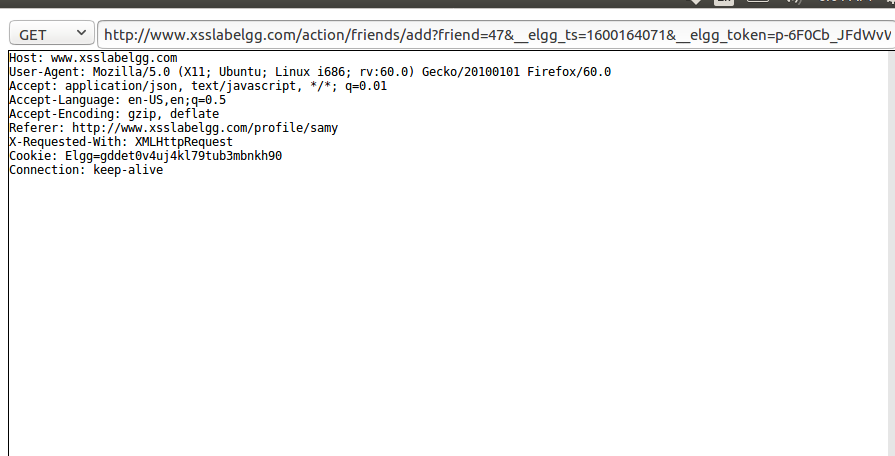 GET http://www.xsslabelgg.com/action/friends/add?friend=47&__elgg_ts=1600164071&__elgg_token=p-6F0Cb_JFdWvW
Host: www.xsslabelgg.com
User-Agent: Mozilla/5.0 (X11; Ubuntu; Linux i686; rv:60.0) Gecko/20100101 Firefox/60.0
Accept: application/json, text/javascript, */*; q=0.01
Accept-Language: en-US,en;q=0.5
Accept-Encoding: gzip, deflate
Referer: http://www.xsslabelgg.com/profile/samy
X-Requested-With: XMLHttpRequest
Cookie: Elgg=gddet0v4uj4kl79tub3mbnkh90
Connection: keep-alive